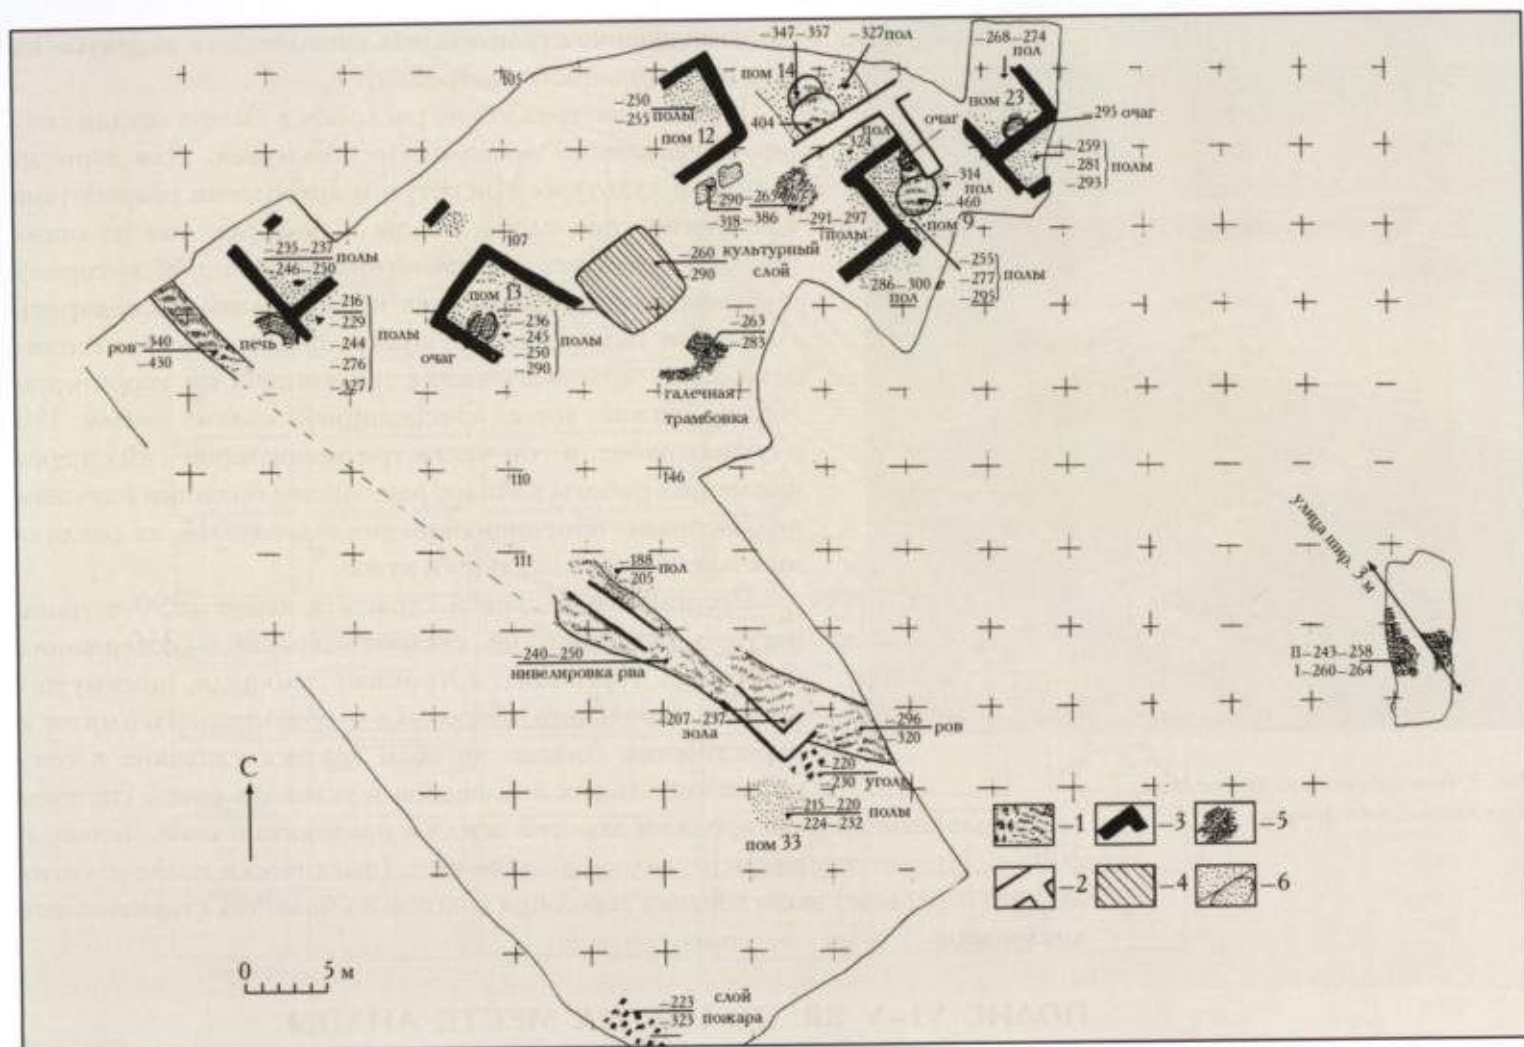 -347-357
-327пол
-268-274
пол
105
пом 14
-250
-255 полы
пом 12
404
пол
-324
очаг
пом 23
-295 очаг
-259
-281
-293
полы
-314
пол
-460
-290
-318
-263
-386
-291-297
полы
пом 9
-235-237
-246-250
полы
107
-260
-290
культурный
слой
-255
-277
-295
полы
-286-300
пол
-216
-229
-244
-276
-327
полы
ров -340
-430
печь
пом 13
очаг
-236
-245
-250
-290
полы
-263
-283
галечная
трамбовка
110
146
111
-188
-205
пол
улица шир. 3 м
-240-250
нивелировка рва
II-243-258
I-260-264
207-237
зола
-296
-320
ров
-220
-230 уголь
-215-220
-224-232
полы
пом 33
С
-1
-3
-5
-2
-4
-6
0 5 м
-223
-323
слой
пожара